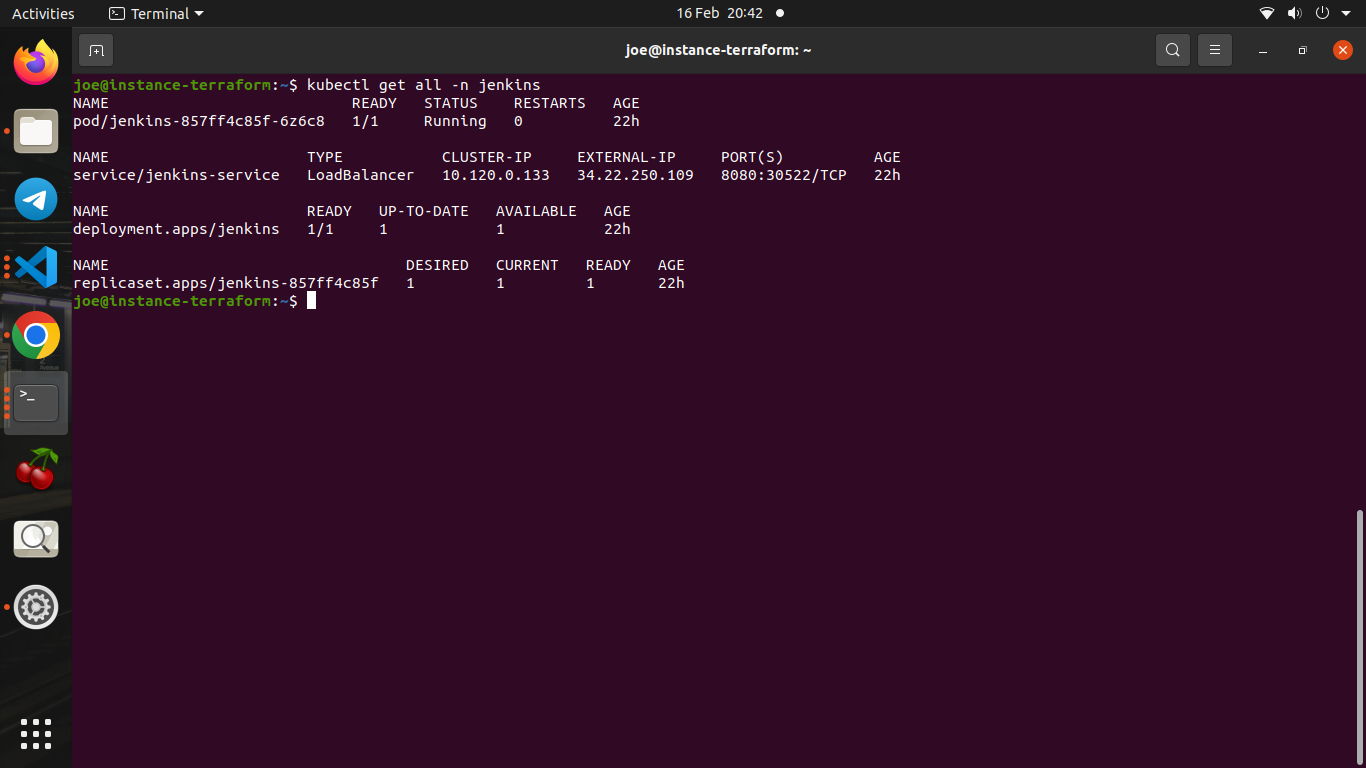 Activities Terminal 16 Feb 20:42
joe@instance-terraform: ~
joe@instance-terraform:~$ kubectl get all -n jenkins
NAME READY STATUS RESTARTS AGE
pod/jenkins-857ff4c85f-6z6c8 1/1 Running 0 22h
NAME TYPE CLUSTER-IP EXTERNAL-IP PORT(S) AGE
service/jenkins-service LoadBalancer 10.120.0.133 34.22.250.109 8080:30522/TCP 22h
NAME READY UP-TO-DATE AVAILABLE AGE
deployment.apps/jenkins 1/1 1 1 22h
NAME DESIRED CURRENT READY AGE
replicaset.apps/jenkins-857ff4c85f 1 1 1 22h
joe@instance-terraform:~$